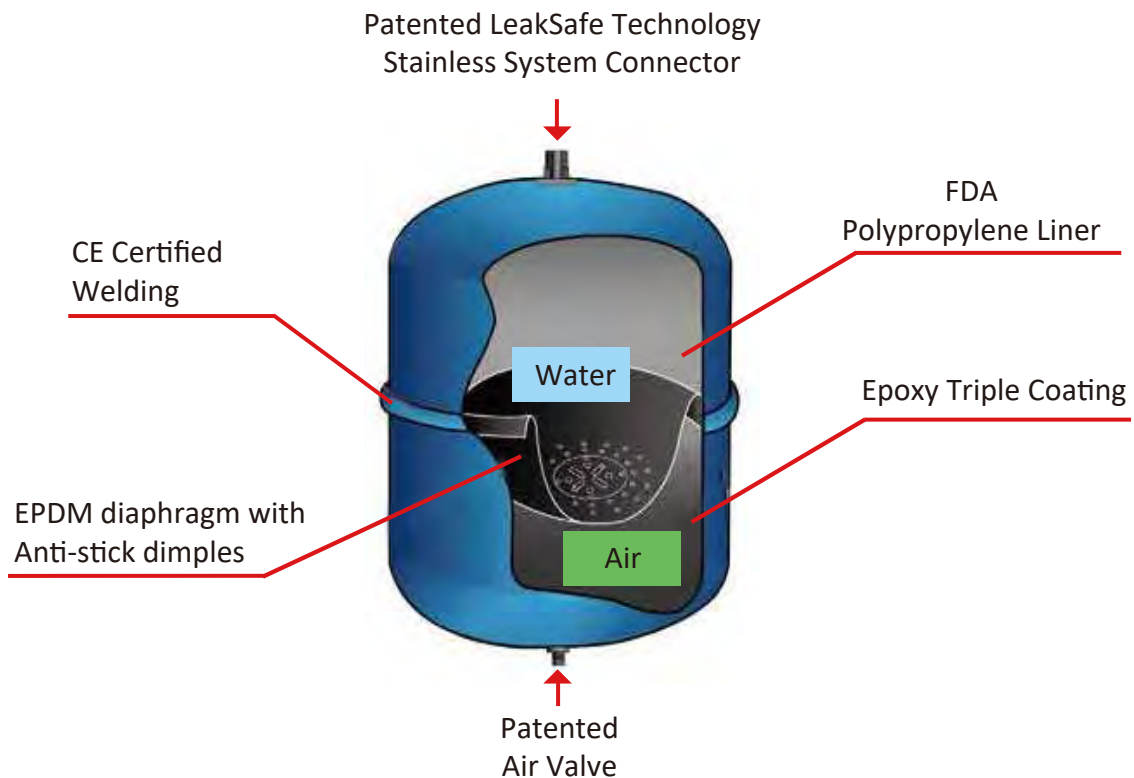 Patented LeakSafe Technology
Stainless System Connector
FDA
Polypropylene Liner
CE Certified
Welding
Water
Epoxy Triple Coating
EPDM diaphragm with
Anti-stick dimples
Air
Patented
Air Valve